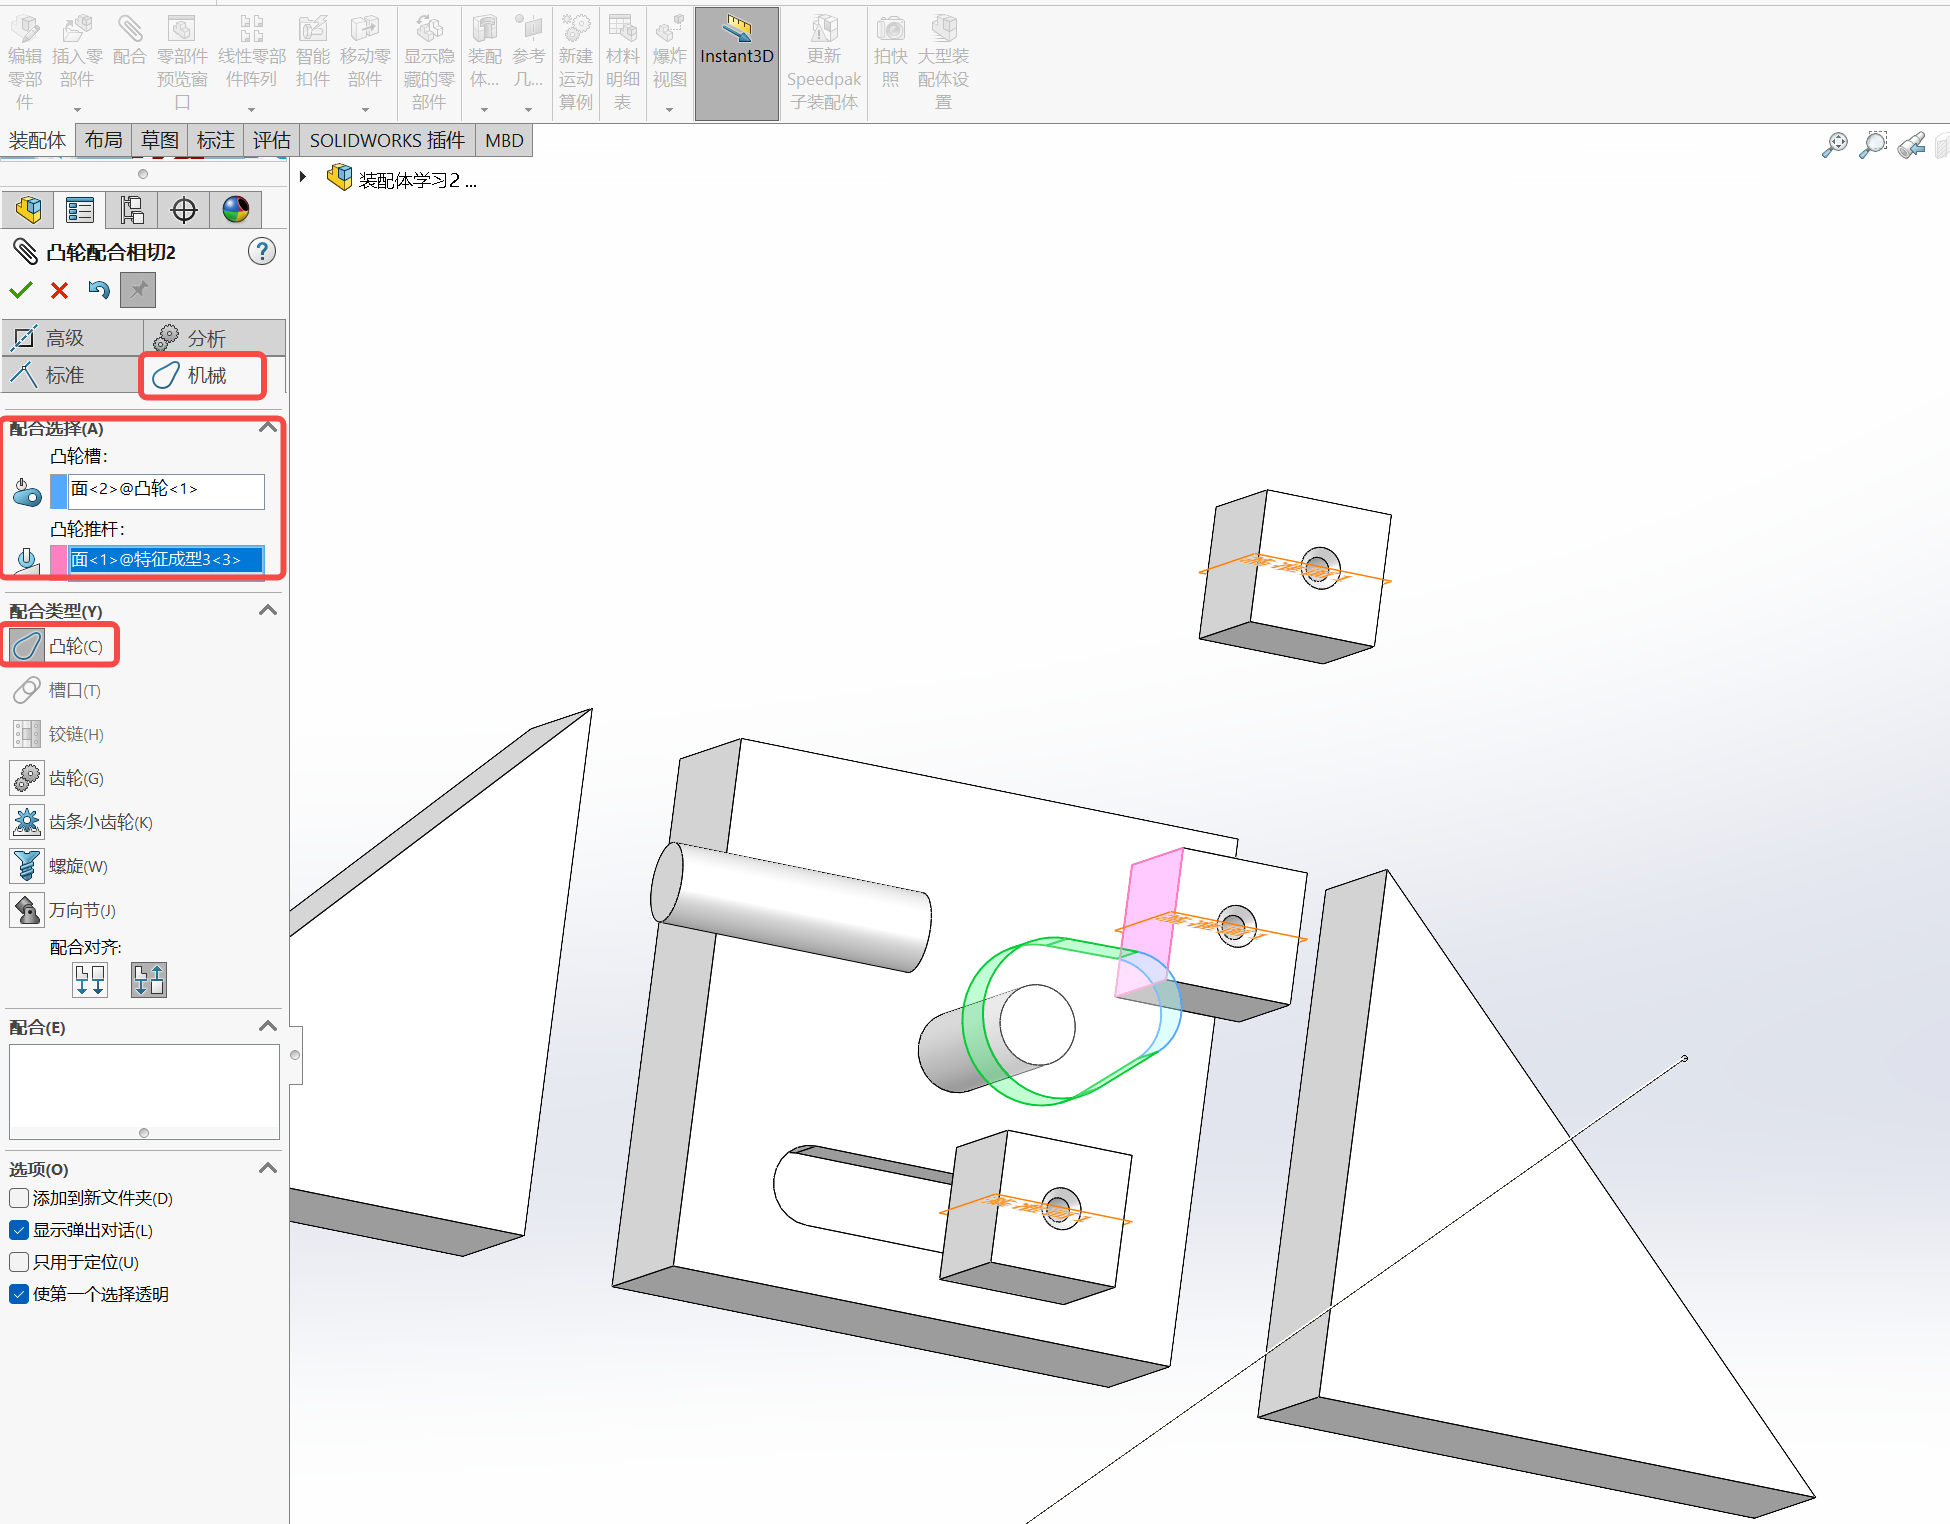 编辑零部件
插入零部件
配合
零部件预览窗口
线性零部件阵列
智能扣件
移动零部件
显示隐藏的零部件
装配体...
参考几...
新建运动算例
材料明细表
爆炸视图
Instant3D
更新Speedpak子装配体
拍快照
大型装配体设置
装配体 布局 草图 标注 评估 SOLIDWORKS 插件 MBD
装配体学习2 ...
凸轮配合相切2
高级 分析
标准 机械
配合选择(A)
凸轮槽:
面<2>@凸轮<1>
凸轮推杆:
面<1>@特征成型3<3>
配合类型(Y)
凸轮(C)
槽口(T)
铰链(H)
齿轮(G)
齿条小齿轮(K)
螺旋(W)
万向节(J)
配合对齐:
配合(E)
选项(O)
添加到新文件夹(D)
显示弹出对话(L)
只用于定位(U)
使第一个选择透明